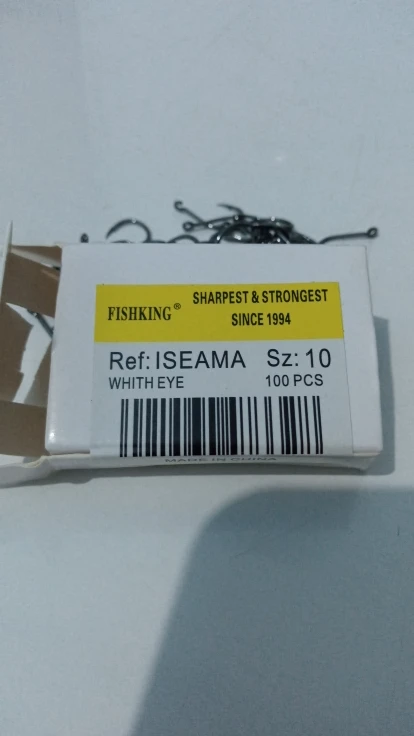 FISHKING®
SHARPEST & STRONGEST
SINCE 1994
Ref: ISEAMA Sz: 10
WHITH EYE 100 PCS
MADE IN CHINA